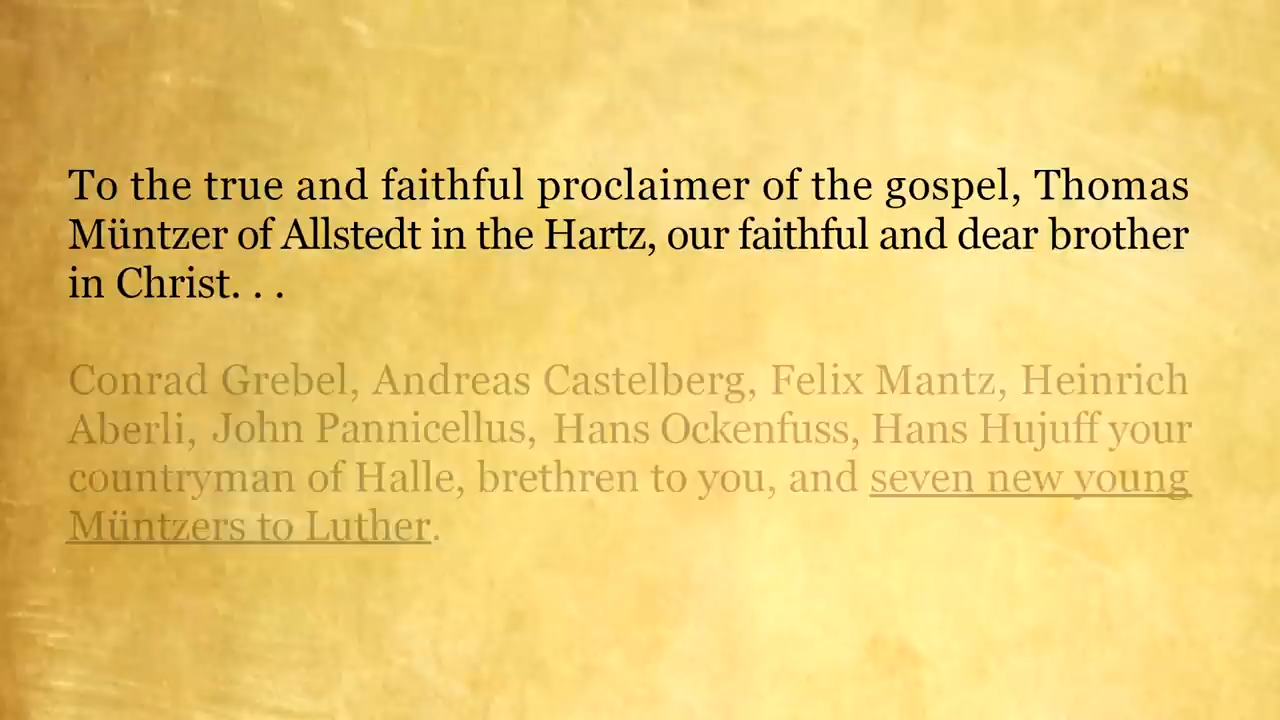 To the true and faithful proclaimer of the gospel, Thomas
Müntzer of Allstedt in the Hartz, our faithful and dear brother
in Christ. . .
Conrad Grebel, Andreas Castelberg, Felix Mantz, Heinrich
Aberli, John Pannicellus, Hans Ockenfuss, Hans Hujuff your
countryman of Halle, brethren to you, and seven new young
Müntzers to Luther.